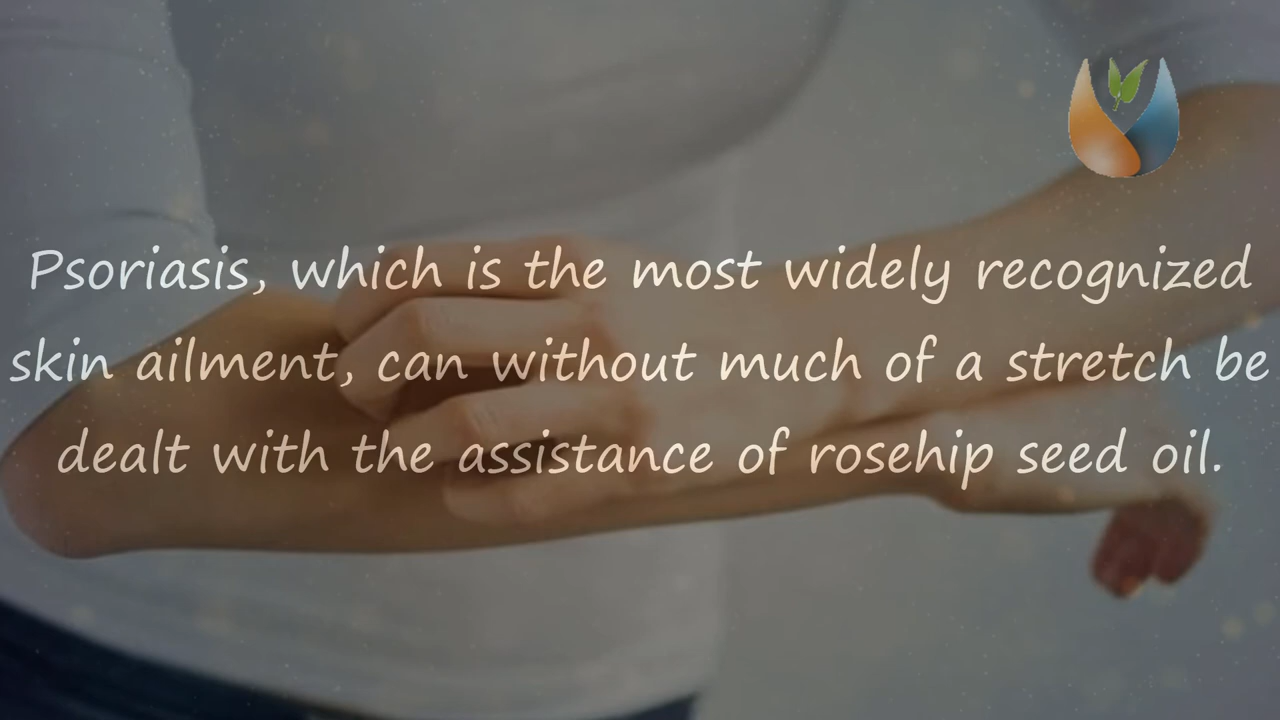 Psoriasis, which is the most widely recognized
skin ailment, can without much of a stretch be
dealt with the assistance of rosehip seed oil.